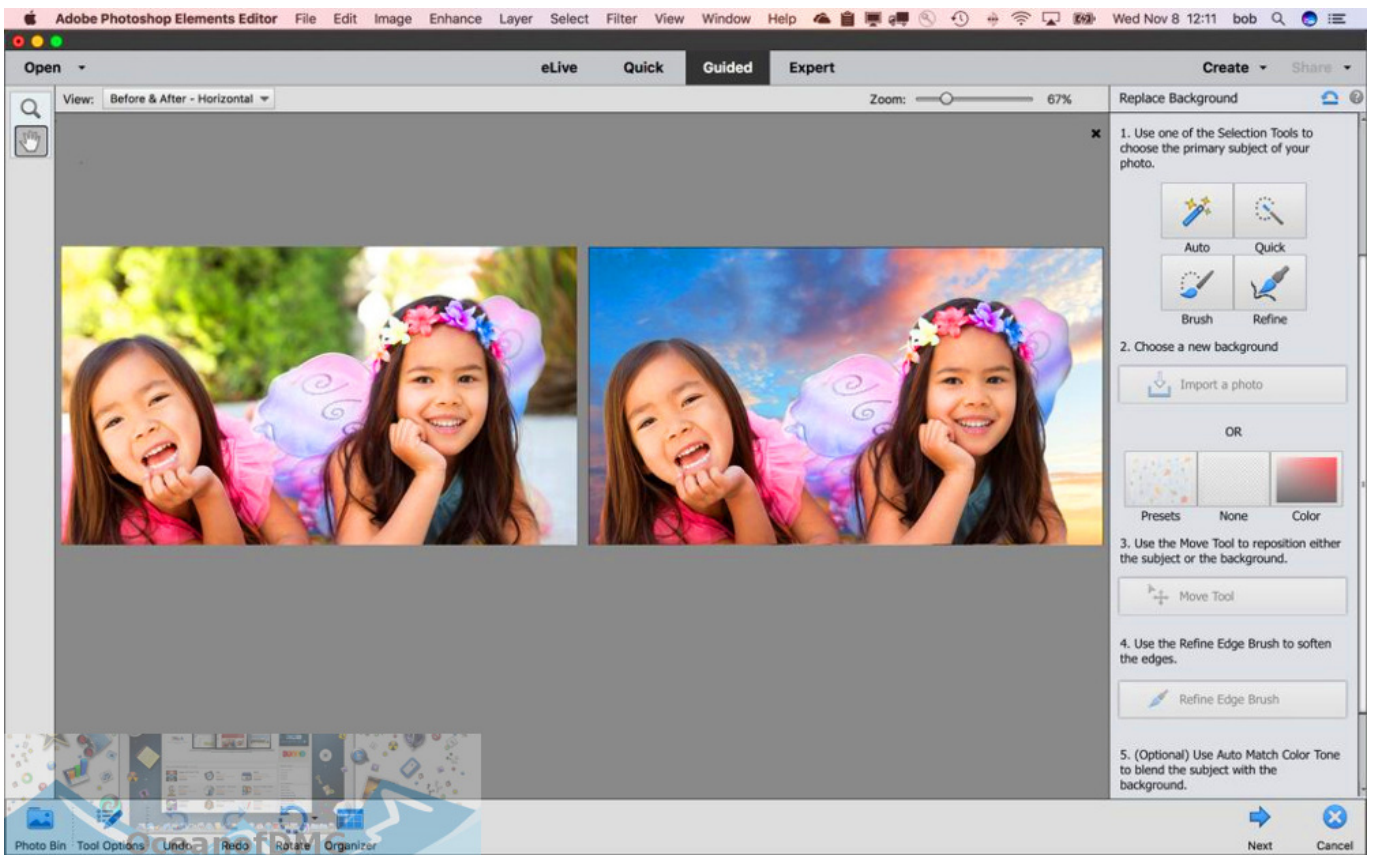 Adobe Photoshop Elements Editor File Edit Image Enhance Layer Select Filter View Window Help Wed Nov 8 12:11 bob
Open eLive Quick Guided Expert Create Share
View: Before & After - Horizontal Zoom: 67% Replace Background
1. Use one of the Selection Tools to
choose the primary subject of your
photo.
Auto Quick
Brush Refine
2. Choose a new background
Import a photo
OR
Presets None Color
3. Use the Move Tool to reposition either
the subject or the background.
Move Tool
4. Use the Refine Edge Brush to soften
the edges.
Refine Edge Brush
5. (Optional) Use Auto Match Color Tone
to blend the subject with the
background.
Photo Bin Tool Options Undo Redo Rotate Organizer Next Cancel
OceanofDMG